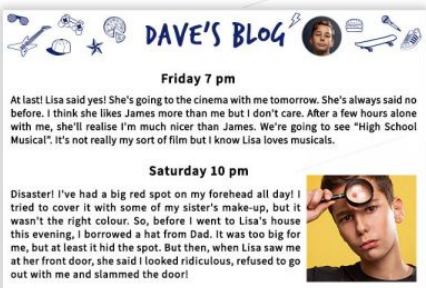 DAVE'S BLOG
Friday 7 pm
At last! Lisa said yes! She's going to the cinema with me tomorrow. She's always said no
before. I think she likes James more than me but I don't care. After a few hours alone
with me, she'll realise I'm much nicer than James. We're going to see “High School
Musical”. It's not really my sort of film but I know Lisa loves musicals.
Saturday 10 pm
Disaster! I've had a big red spot on my forehead all day! I
tried to cover it with some of my sister's make-up, but it
wasn't the right colour. So, before I went to Lisa's house
this evening, I borrowed a hat from Dad. It was too big for
me, but at least it hid the spot. But then, when Lisa saw me
at her front door, she said I looked ridiculous, refused to go
out with me and slammed the door!